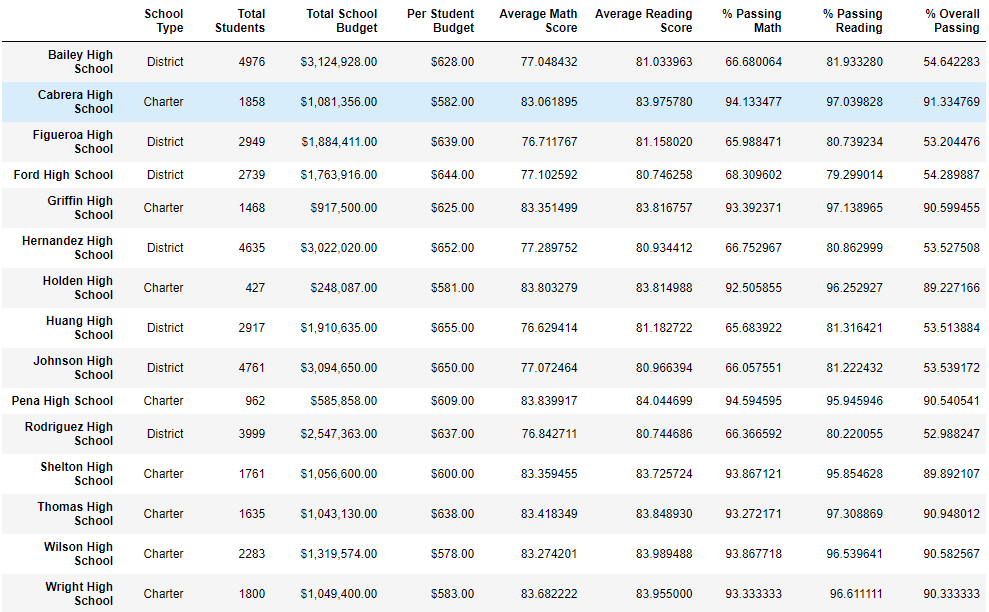 School Type Total Students Total School Budget Per Student Budget Average Math Score Average Reading Score % Passing Math % Passing Reading % Overall Passing
Bailey High School District 4976 $3,124,928.00 $628.00 77.048432 81.033963 66.680064 81.933280 54.642283
Cabrera High School Charter 1858 $1,081,356.00 $582.00 83.061895 83.975780 94.133477 97.039828 91.334769
Figueroa High School District 2949 $1,884,411.00 $639.00 76.711767 81.158020 65.988471 80.739234 53.204476
Ford High School District 2739 $1,763,916.00 $644.00 77.102592 80.746258 68.309602 79.299014 54.289887
Griffin High School Charter 1468 $917,500.00 $625.00 83.351499 83.816757 93.392371 97.138965 90.599455
Hernandez High School District 4635 $3,022,020.00 $652.00 77.289752 80.934412 66.752967 80.862999 53.527508
Holden High School Charter 427 $248,087.00 $581.00 83.803279 83.814988 92.505855 96.252927 89.227166
Huang High School District 2917 $1,910,635.00 $655.00 76.629414 81.182722 65.683922 81.316421 53.513884
Johnson High School District 4761 $3,094,650.00 $650.00 77.072464 80.966394 66.057551 81.222432 53.539172
Pena High School Charter 962 $585,858.00 $609.00 83.839917 84.044699 94.594595 95.945946 90.540541
Rodriguez High School District 3999 $2,547,363.00 $637.00 76.842711 80.744686 66.366592 80.220055 52.988247
Shelton High School Charter 1761 $1,056,600.00 $600.00 83.359455 83.725724 93.867121 95.854628 89.892107
Thomas High School Charter 1635 $1,043,130.00 $638.00 83.418349 83.848930 93.272171 97.308869 90.948012
Wilson High School Charter 2283 $1,319,574.00 $578.00 83.274201 83.989488 93.867718 96.539641 90.582567
Wright High School Charter 1800 $1,049,400.00 $583.00 83.682222 83.955000 93.333333 96.611111 90.333333